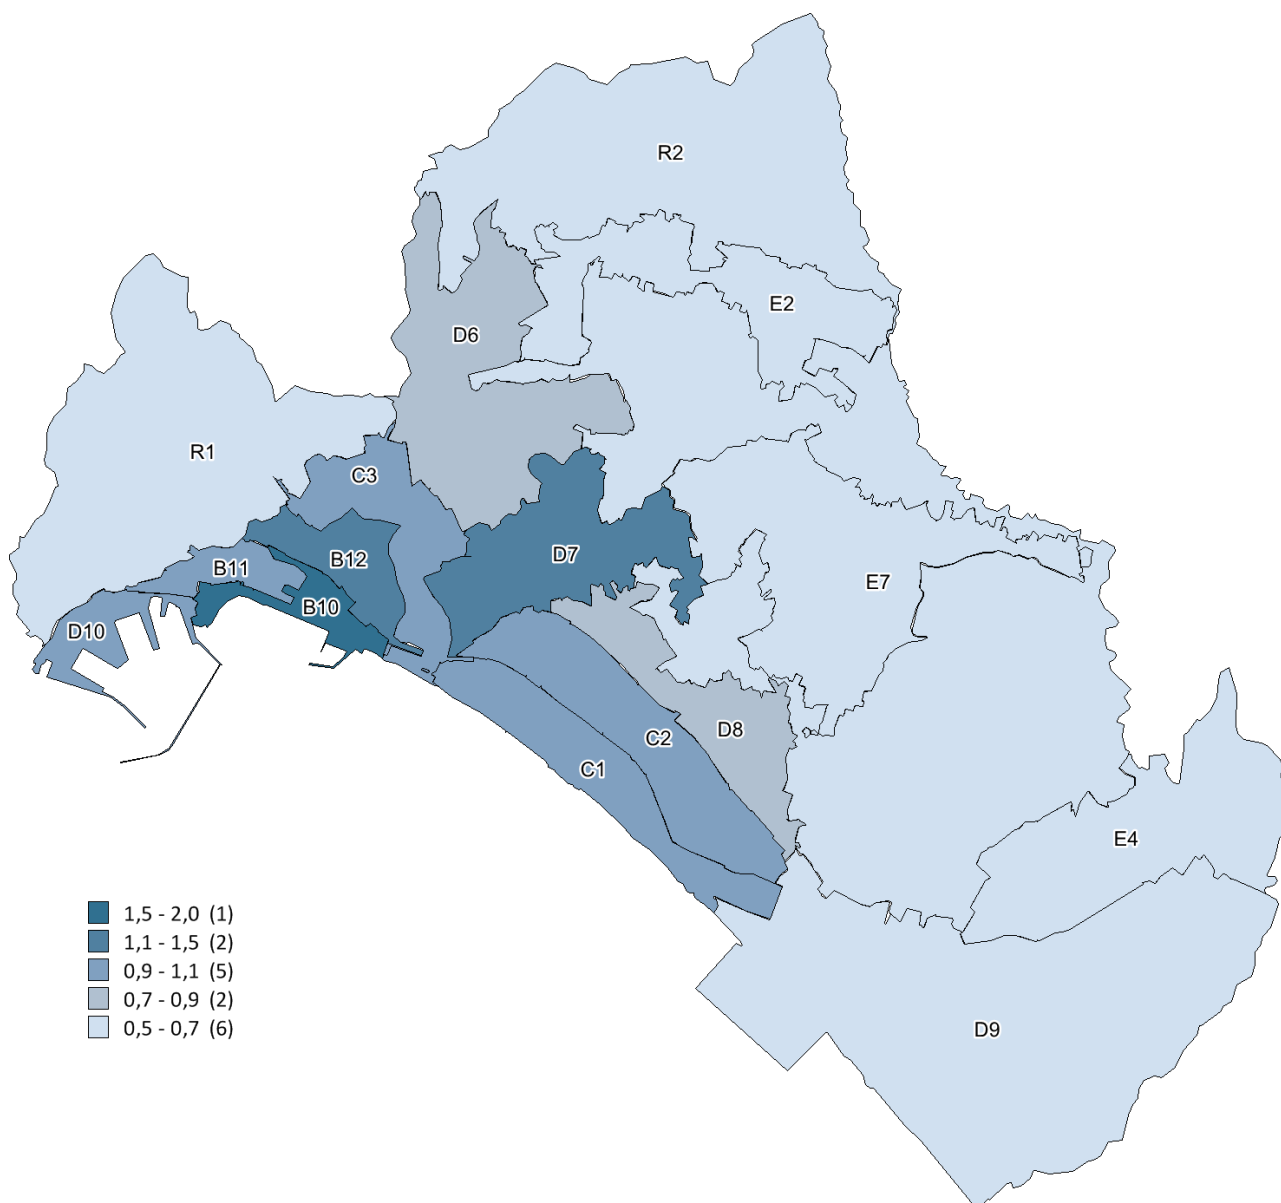 R2
E2
D6
R1
C3
B12
D7
B11
E7
B10
D10
D8
C2
C1
E4
1,5 - 2,0 (1)
1,1 - 1,5 (2)
0,9 - 1,1 (5)
0,7 - 0,9 (2)
0,5 - 0,7 (6)
D9